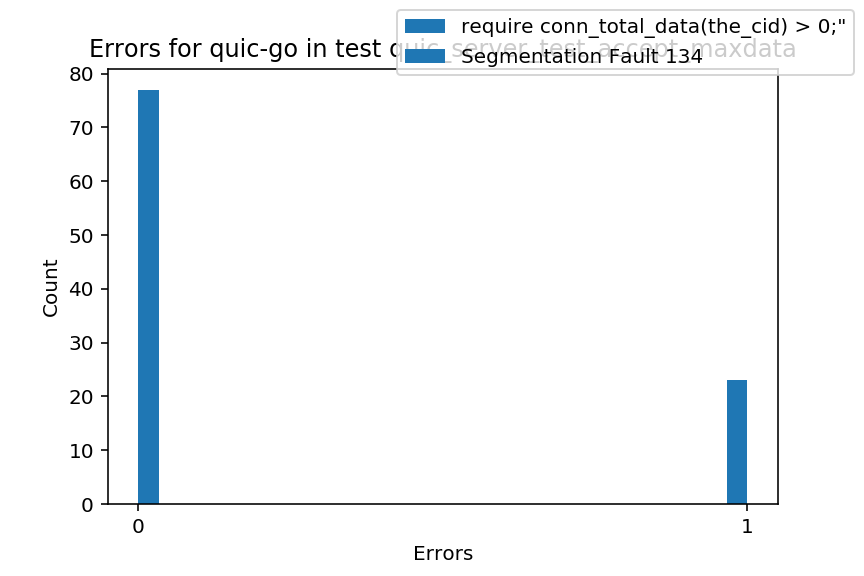 require conn_total_data(the_cid) > 0;"
Segmentation Fault 134
Errors for quic-go in test quic_server_test_accept_maxdata
80
70
60
50
40
30
20
10
0
Count
0 1
Errors